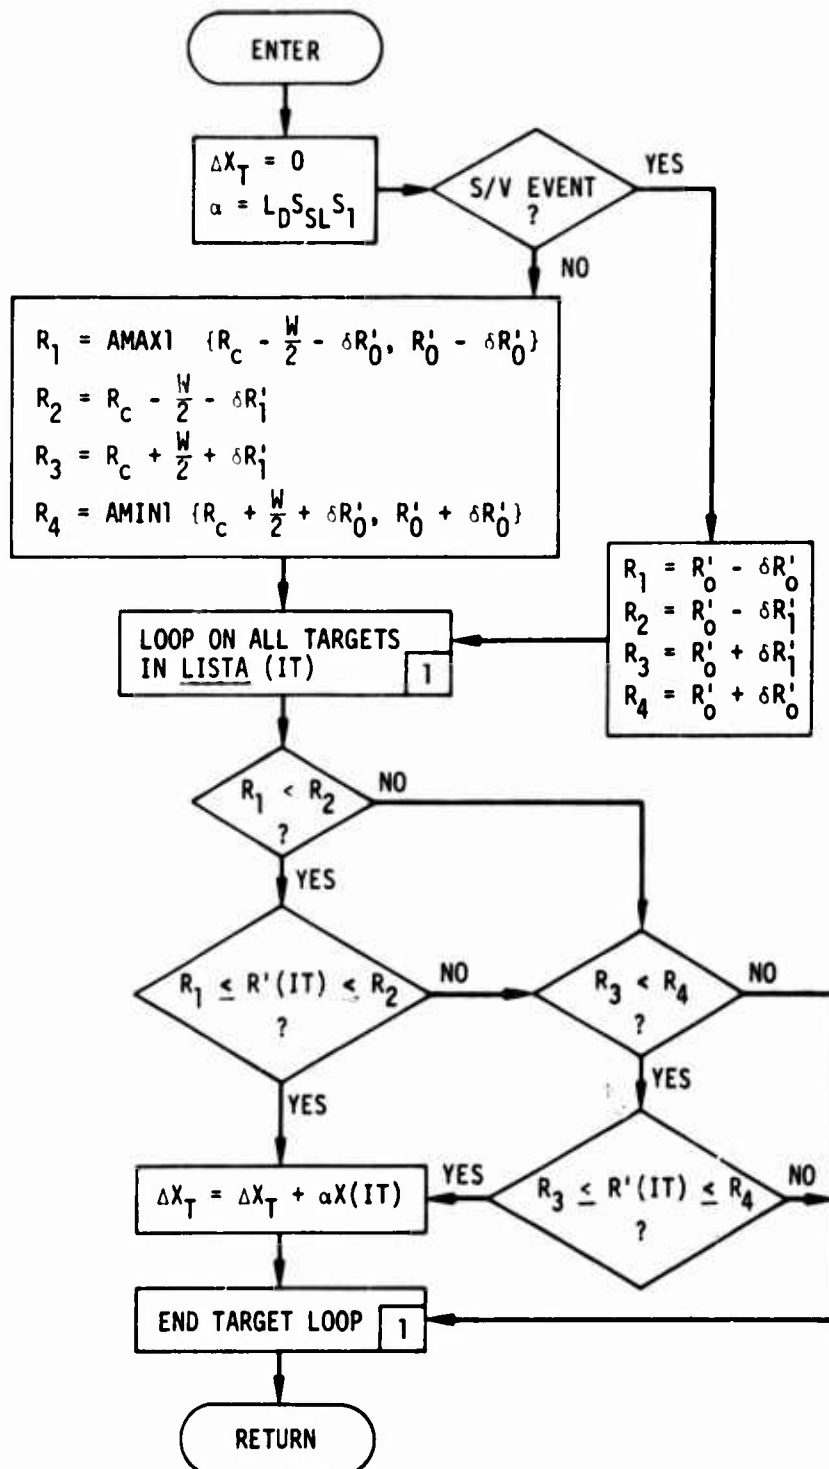 ENTER
ΔX_T = 0
α = L_D S_SL S_1
S/V EVENT
?
YES
NO
R_1 = AMAX1 {R_c - W/2 - δR'_0, R'_0 - δR'_0}
R_2 = R_c - W/2 - δR'_1
R_3 = R_c + W/2 + δR'_1
R_4 = AMIN1 {R_c + W/2 + δR'_0, R'_0 + δR'_0}
R_1 = R'_0 - δR'_0
R_2 = R'_0 - δR'_1
R_3 = R'_0 + δR'_1
R_4 = R'_0 + δR'_0
LOOP ON ALL TARGETS
IN LISTA (IT)
1
R_1 < R_2
?
NO
YES
R_1 ≤ R'(IT) ≤ R_2
?
NO
YES
R_3 < R_4
?
NO
YES
R_3 ≤ R'(IT) ≤ R_4
?
YES
NO
ΔX_T = ΔX_T + αX(IT)
END TARGET LOOP
1
RETURN